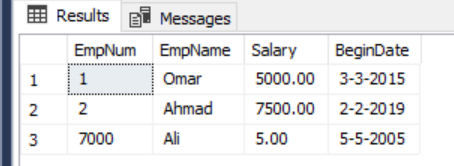 Results Messages
EmpNum EmpName Salary BeginDate
1 1 Omar 5000.00 3-3-2015
2 2 Ahmad 7500.00 2-2-2019
3 7000 Ali 5.00 5-5-2005